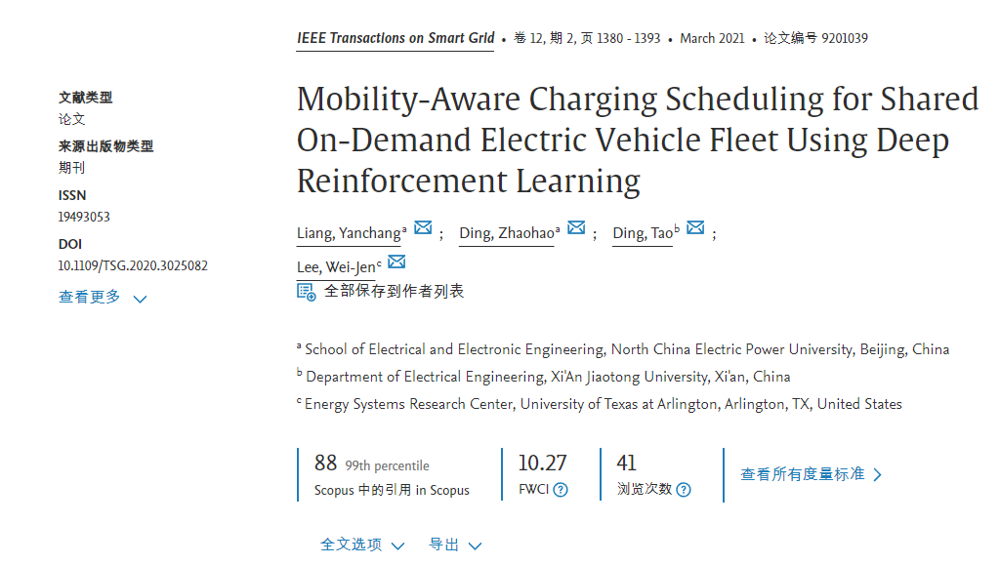 IEEE Transactions on Smart Grid • 卷 12, 期 2, 页 1380 - 1393 • March 2021 • 论文编号 9201039
文献类型
论文
来源出版物类型
期刊
ISSN
19493053
DOI
10.1109/TSG.2020.3025082
查看更多
Mobility-Aware Charging Scheduling for Shared
On-Demand Electric Vehicle Fleet Using Deep
Reinforcement Learning
Liang, Yanchang a ; Ding, Zhaohao a ; Ding, Tao b ;
Lee, Wei-Jen c
全部保存到作者列表
a School of Electrical and Electronic Engineering, North China Electric Power University, Beijing, China
b Department of Electrical Engineering, Xi'An Jiaotong University, Xi'an, China
c Energy Systems Research Center, University of Texas at Arlington, Arlington, TX, United States
88 99th percentile
Scopus 中的引用 in Scopus
10.27
FWCI ?
41
浏览次数 ?
查看所有度量标准
全文选项 导出